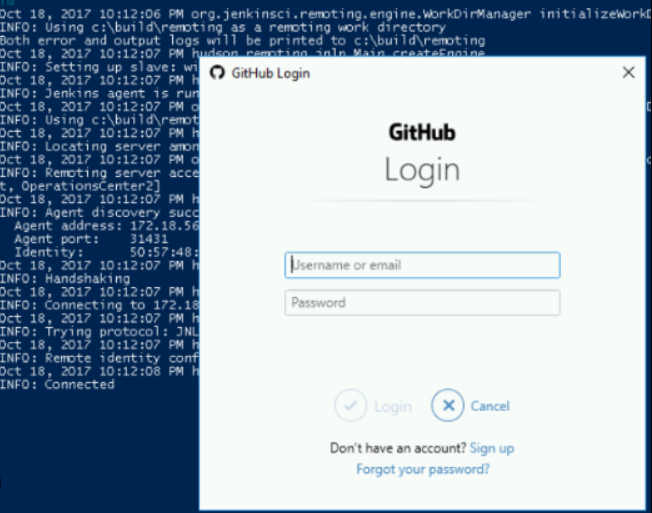 Oct 18, 2017 10:12:06 PM org.jenkinsci.remoting.engine.WorkDirManager initializeWorkD
INFO: Using c:\build\remoting as a remoting work directory
Both error and output logs will be printed to c:\build\remoting
Oct 18, 2017 10:12:07 PM hudson.remoting.jnlp.Main createEngine
INFO: Setting up slave: wi
Oct 18, 2017 10:12:07 PM h
INFO: Jenkins agent is run
Oct 18, 2017 10:12:07 PM o
INFO: Using c:\build\remot
Oct 18, 2017 10:12:07 PM h
INFO: Locating server amon
Oct 18, 2017 10:12:07 PM o
INFO: Remoting server acce
t, OperationsCenter2]
Oct 18, 2017 10:12:07 PM h
INFO: Agent discovery succ
Agent address: 172.18.56
Agent port: 31431
Identity: 50:57:48:
Oct 18, 2017 10:12:07 PM h
INFO: Handshaking
Oct 18, 2017 10:12:07 PM h
INFO: Connecting to 172.18
Oct 18, 2017 10:12:07 PM h
INFO: Trying protocol: JNL
Oct 18, 2017 10:12:07 PM h
INFO: Remote identity conf
Oct 18, 2017 10:12:08 PM h
INFO: Connected
GitHub Login
GitHub
Login
Username or email
Password
Login
Cancel
Don't have an account? Sign up
Forgot your password?